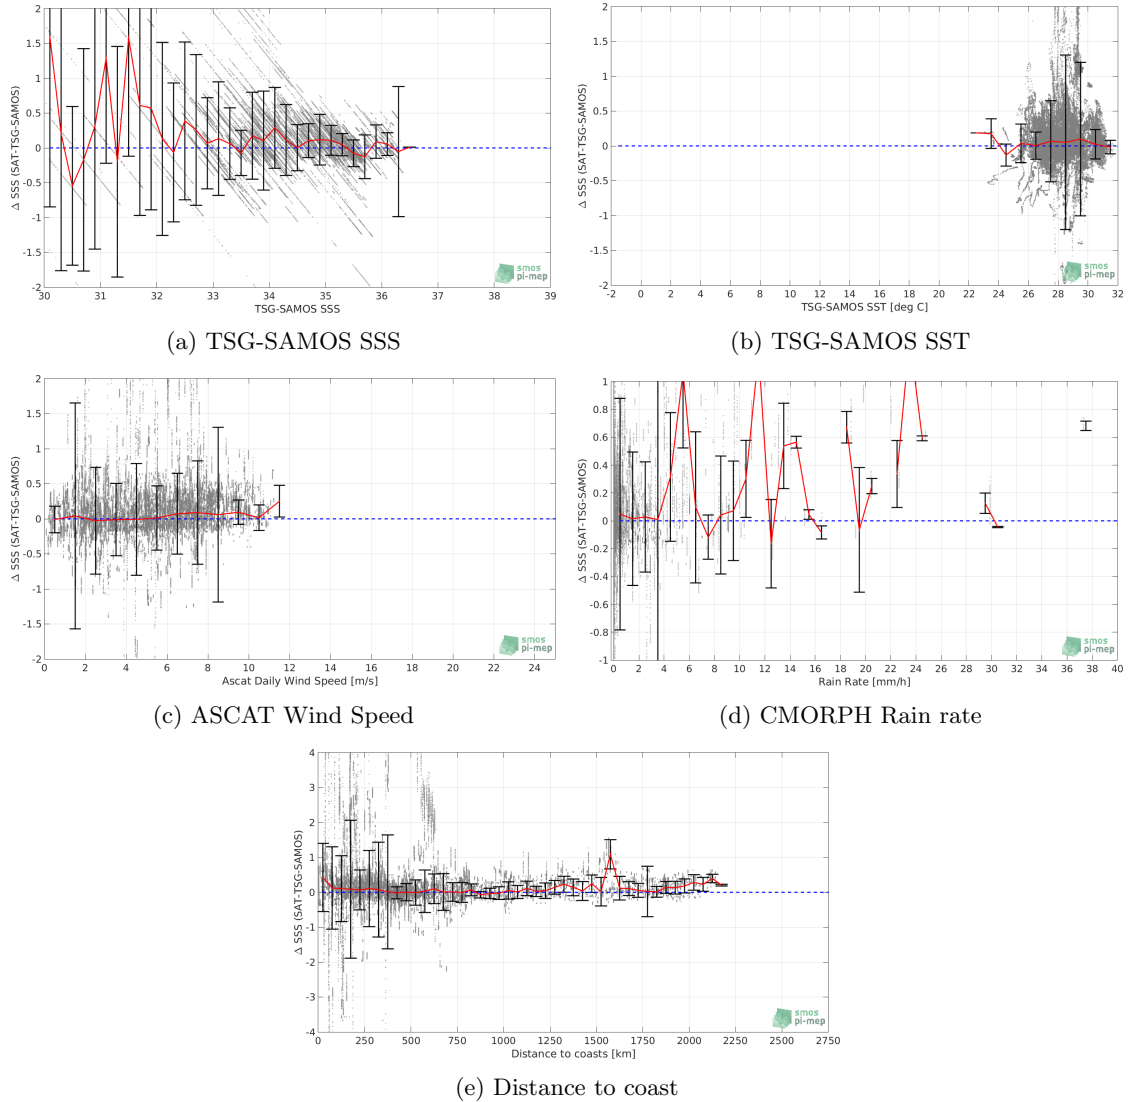 Δ SSS (SAT-TSG-SAMOS)
2
1.5
1
0.5
0
-0.5
-1
-1.5
-2
30 31 32 33 34 35 36 37 38 39
TSG-SAMOS SSS
smos
pi-mep
(a) TSG-SAMOS SSS
Δ SSS (SAT-TSG-SAMOS)
2
1.5
1
0.5
0
-0.5
-1
-1.5
-2
-2 0 2 4 6 8 10 12 14 16 18 20 22 24 26 28 30 32
TSG-SAMOS SST [deg C]
smos
pi-mep
(b) TSG-SAMOS SST
Δ SSS (SAT-TSG-SAMOS)
2
1.5
1
0.5
0
-0.5
-1
-1.5
-2
0 2 4 6 8 10 12 14 16 18 20 22 24
Ascat Daily Wind Speed [m/s]
smos
pi-mep
(c) ASCAT Wind Speed
Δ SSS (SAT-TSG-SAMOS)
1
0.8
0.6
0.4
0.2
0
-0.2
-0.4
-0.6
-0.8
-1
0 2 4 6 8 10 12 14 16 18 20 22 24 26 28 30 32 34 36 38 40
Rain Rate [mm/h]
smos
pi-mep
(d) CMORPH Rain rate
Δ SSS (SAT-TSG-SAMOS)
4
3
2
1
0
-1
-2
-3
-4
0 250 500 750 1000 1250 1500 1750 2000 2250 2500 2750
Distance to coasts [km]
smos
pi-mep
(e) Distance to coast